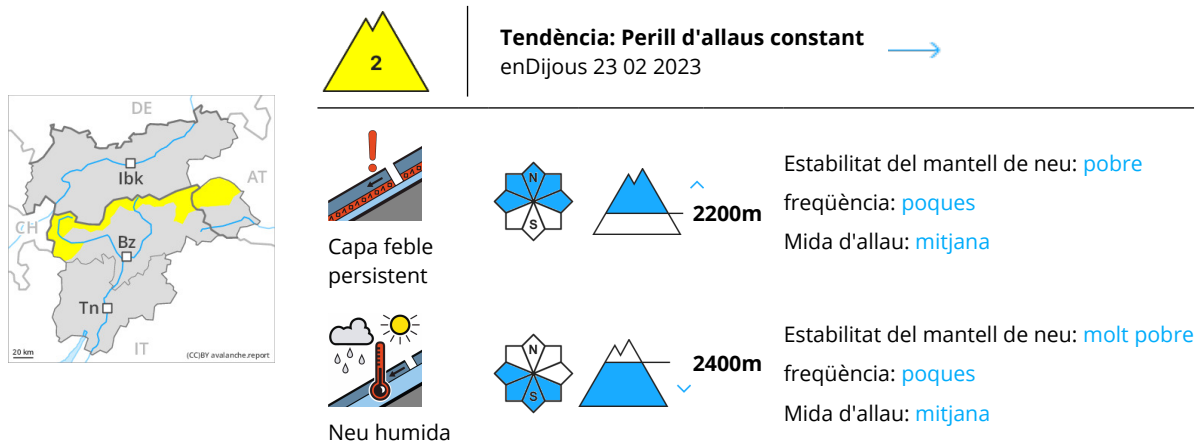 2
Tendència: Perill d'allaus constant
enDijous 23 02 2023
DE
Ibk
AT
CH
Bz
Tn
IT
20 km
(CC)BY avalanche.report
Capa feble
persistent
N
S
2200m
Estabilitat del mantell de neu: pobre
freqüència: poques
Mida d'allau: mitjana
Neu humida
N
S
2400m
Estabilitat del mantell de neu: molt pobre
freqüència: poques
Mida d'allau: mitjana